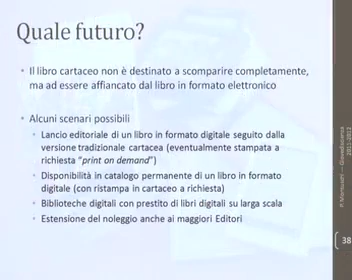 Quale futuro?
• Il libro cartaceo non è destinato a scomparire completamente,
ma ad essere affiancato dal libro in formato elettronico
• Alcuni scenari possibili
• Lancio editoriale di un libro in formato digitale seguito dalla
versione tradizionale cartacea (eventualmente stampata a
richiesta "print on demand")
• Disponibilità in catalogo permanente di un libro in formato
digitale (con ristampa in cartaceo a richiesta)
• Biblioteche digitali con prestito di libri digitali su larga scala
• Estensione del noleggio anche ai maggiori Editori
2011-2012
38